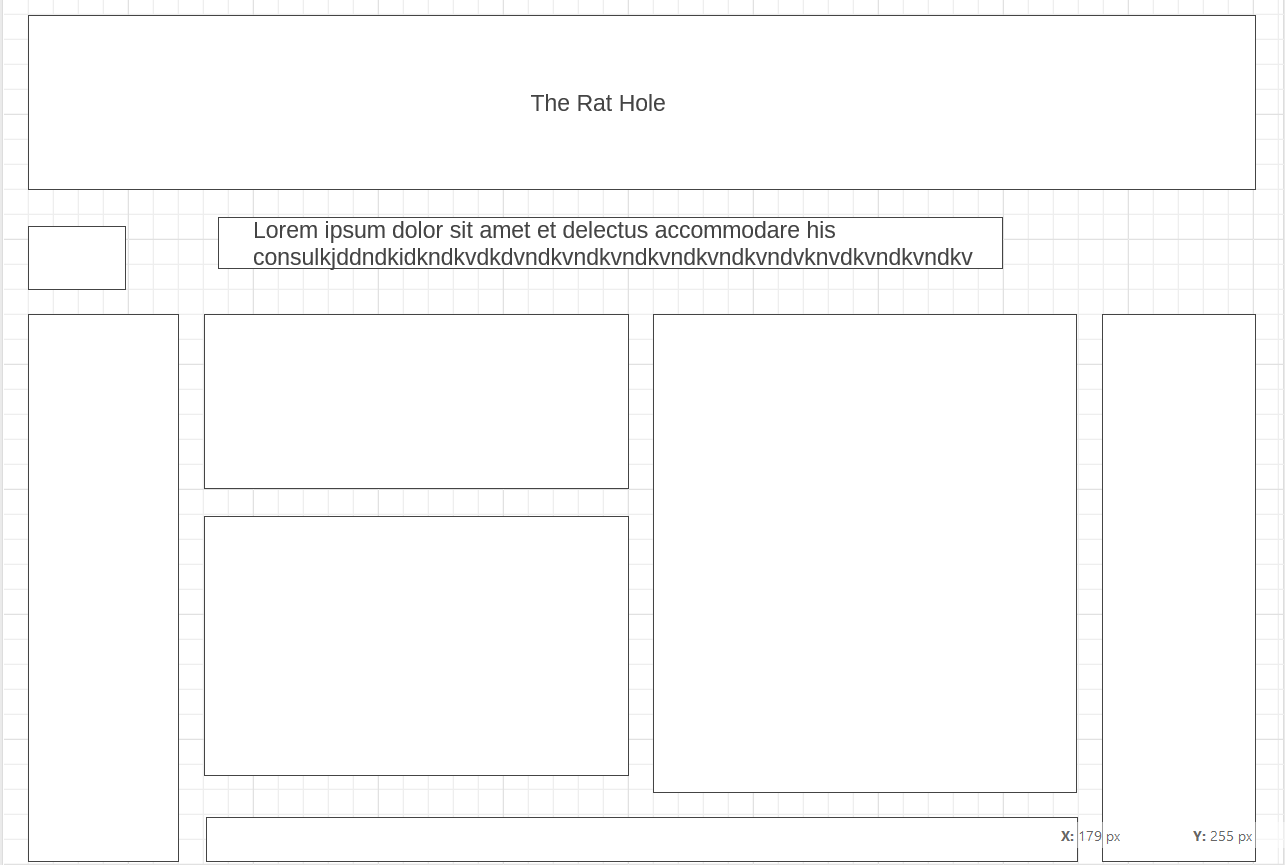 The Rat Hole
Lorem ipsum dolor sit amet et delectus accommodare his
consulkjddndkidkndkvdkdvndkvndkvndkvndkvndkvndvknvdkvndkvndkv
X: 179 px
Y: 255 px